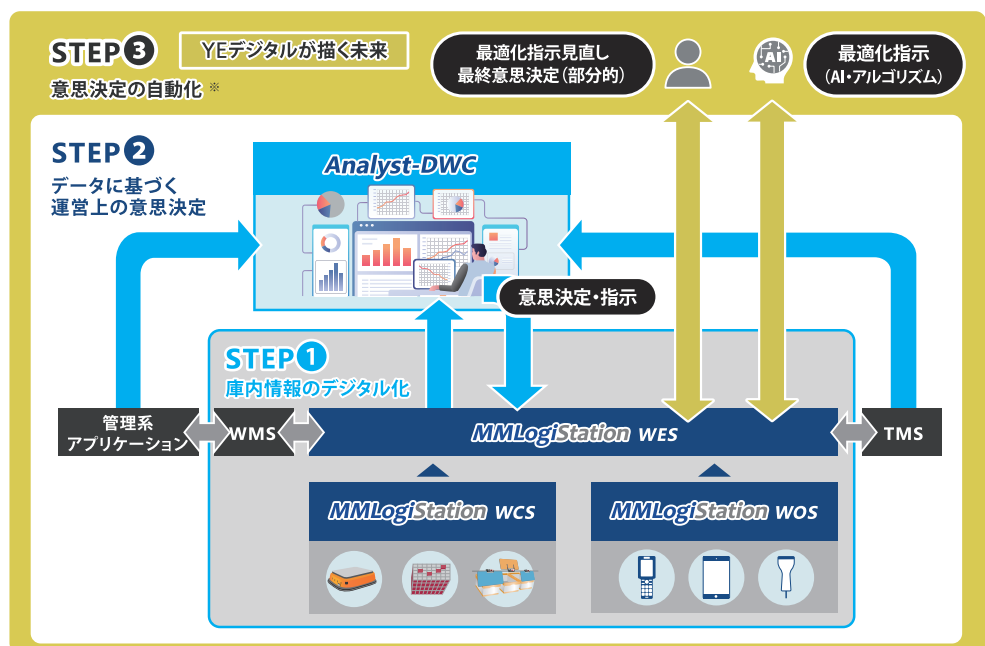 STEP❸
YEデジタルが描く未来
意思決定の自動化 ※
最適化指示見直し
最終意思決定（部分的）
AI
最適化指示
（AI・アルゴリズム）
STEP❷
データに基づく
運営上の意思決定
Analyst-DWC
意思決定・指示
STEP❶
庫内情報のデジタル化
管理系
アプリケーション
WMS
MMLogiStation WES
TMS
MMLogiStation WCS
MMLogiStation WOS